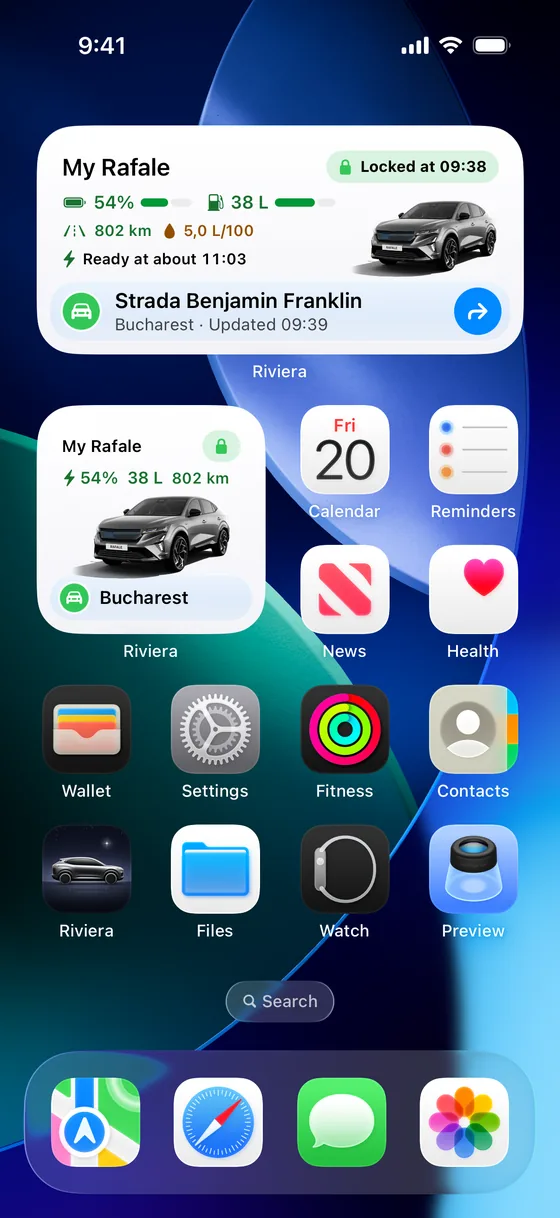 9:41
My Rafale
Locked at 09:38
54% 38 L
802 km 5,0 L/100
Ready at about 11:03
RAFALE
Strada Benjamin Franklin
Bucharest · Updated 09:39
Riviera
My Rafale
54% 38 L 802 km
RAFALE
Bucharest
Riviera
Fri
20
Calendar
Reminders
News
Health
Wallet
Settings
Fitness
Contacts
Riviera
Files
Watch
Preview
Search